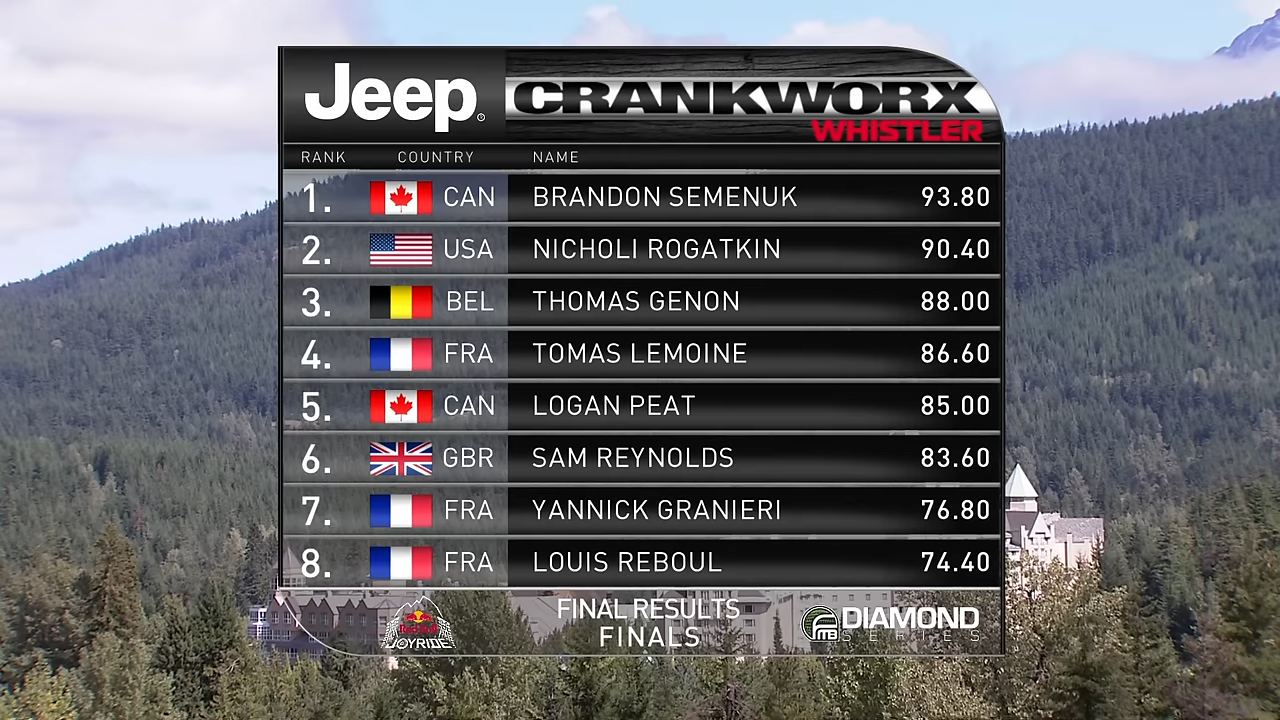 Jeep CRANKWORX
WHISTLER
RANK COUNTRY NAME
1. CAN BRANDON SEMENUK 93.80
2. USA NICHOLI ROGATKIN 90.40
3. BEL THOMAS GENON 88.00
4. FRA TOMAS LEMOINE 86.60
5. CAN LOGAN PEAT 85.00
6. GBR SAM REYNOLDS 83.60
7. FRA YANNICK GRANIERI 76.80
8. FRA LOUIS REBOUL 74.40
FINAL RESULTS
FINALS
Red Bull
JOYRIDE
FMB
DIAMOND
SERIES